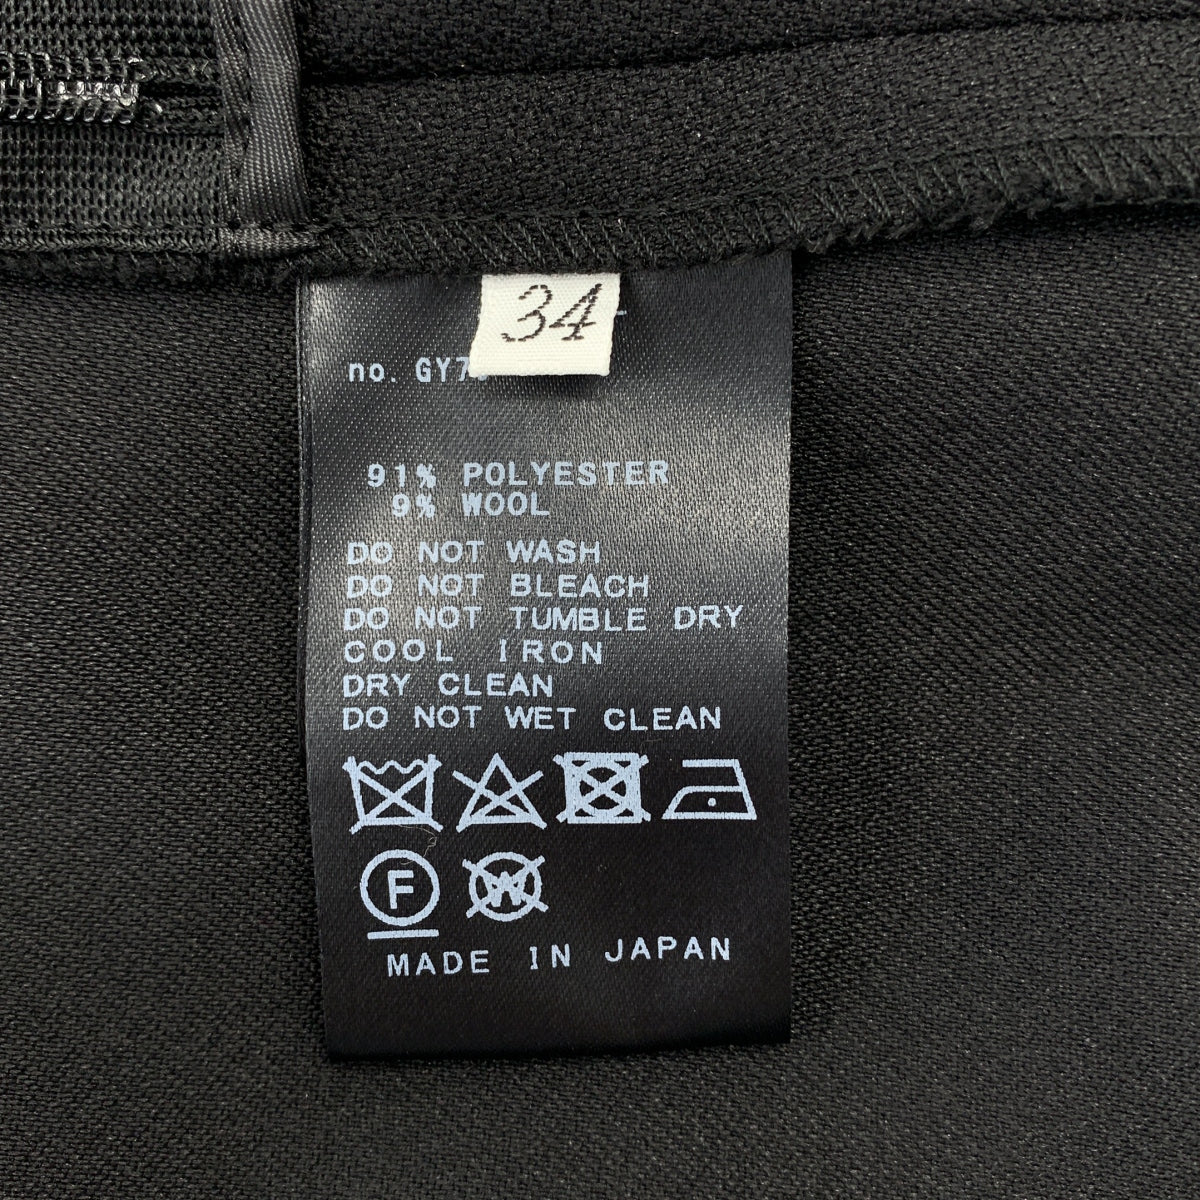 34
no. GY7
91% POLYESTER
9% WOOL
DO NOT WASH
DO NOT BLEACH
DO NOT TUMBLE DRY
COOL IRON
DRY CLEAN
DO NOT WET CLEAN
F W
MADE IN JAPAN